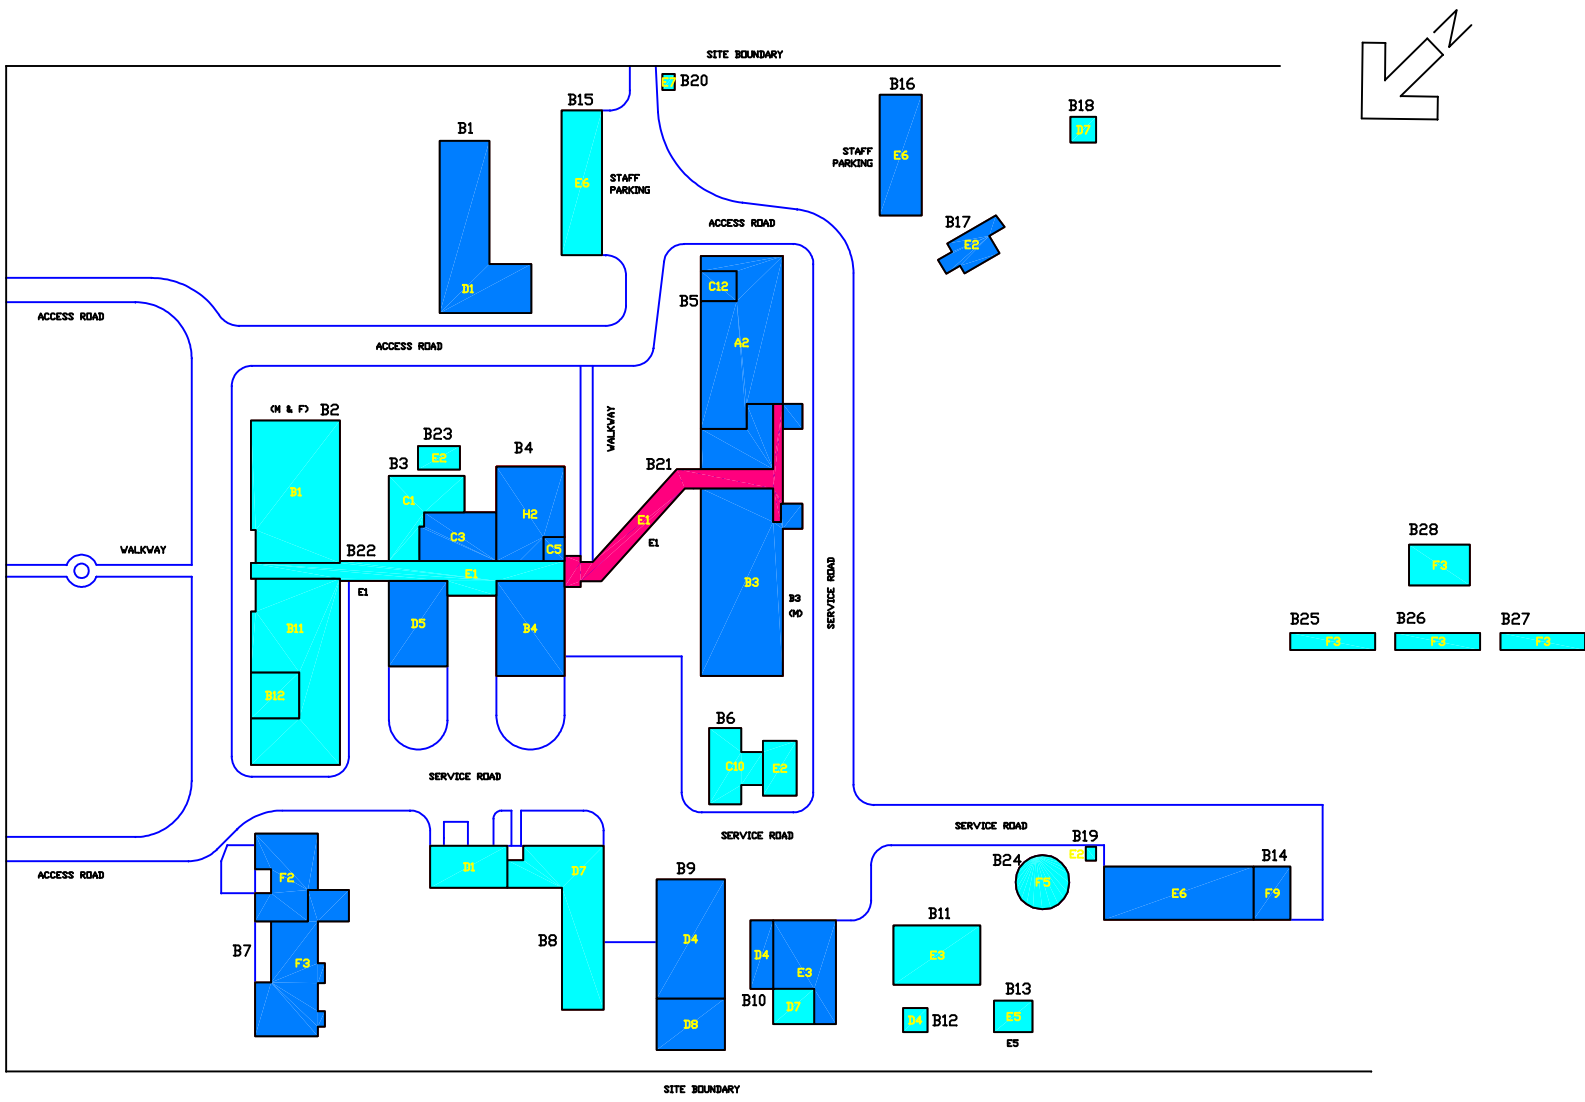 N
SITE BOUNDARY
E7 B20
B16
B15
B18
B1
D7
STAFF
PARKING
E6
E6
STAFF
PARKING
B17
ACCESS ROAD
E2
C12
D1
B5
ACCESS ROAD
A2
ACCESS ROAD
(M & F) B2
WALKWAY
B23
B4
E2
B3
B21
B1
C1
H2
E1
C3
E1
C5
WALKWAY
B22
E1
E1
B3
B3
(M)
SERVICE ROAD
B28
F3
B11
D5
B4
B25
B26
B27
F3
F3
F3
B12
B6
C10
E2
SERVICE ROAD
SERVICE ROAD
SERVICE ROAD
B19
E2
B24
B14
D1
D7
B9
ACCESS ROAD
F2
F5
E6
F9
B11
B8
D4
B7
D4
E3
E3
F3
B10
D7
B13
D4 B12
E5
D8
E5
SITE BOUNDARY